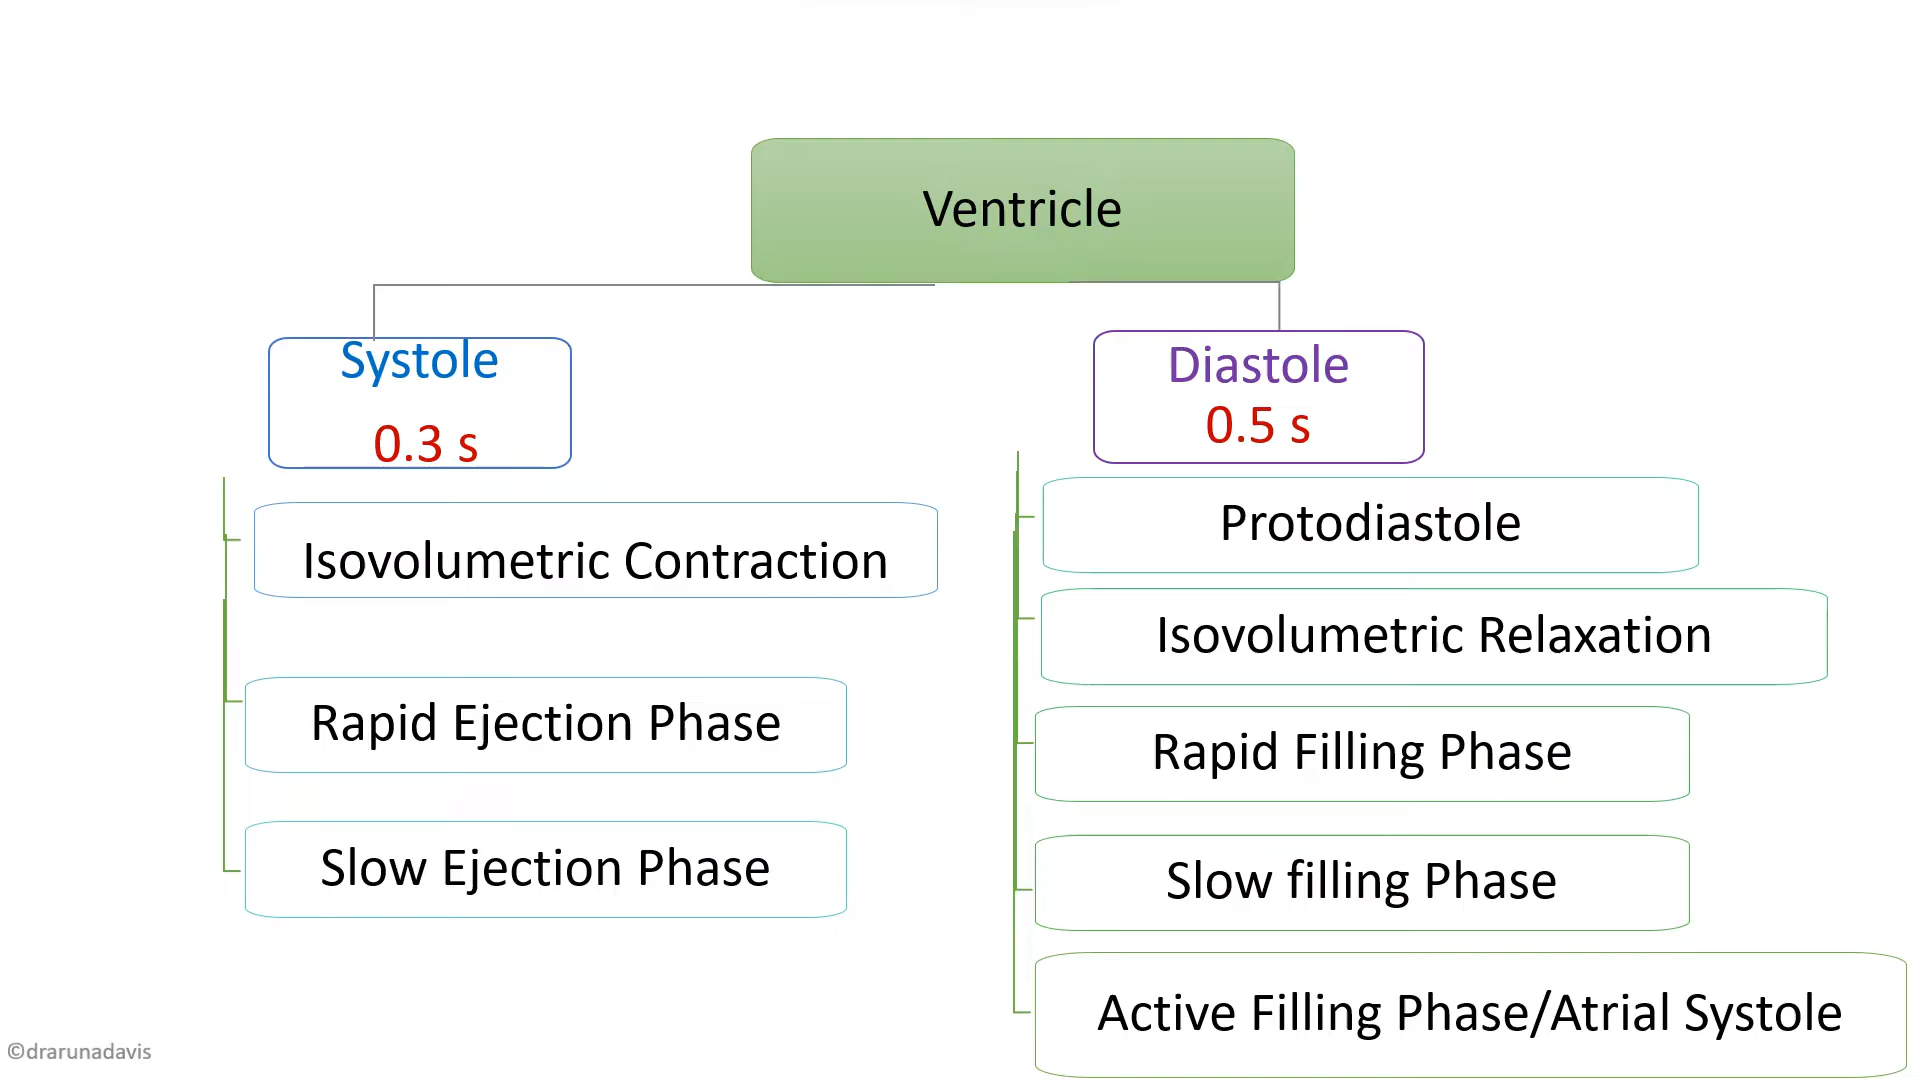 Ventricle
Systole
0.3 s
Isovolumetric Contraction
Rapid Ejection Phase
Slow Ejection Phase
Diastole
0.5 s
Protodiastole
Isovolumetric Relaxation
Rapid Filling Phase
Slow filling Phase
Active Filling Phase/Atrial Systole
©drarunadavis